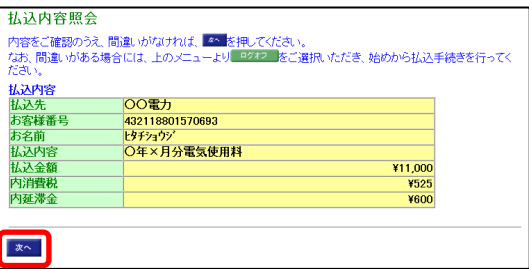 払込内容照会
内容をご確認のうえ、間違いがなければ、次へを押してください。
なお、間違いがある場合には、上のメニューよりログオフをご選択いただき、始めから払込手続きを行ってく
ださい。
払込内容
払込先 〇〇電力
お客様番号 432118801570693
お名前 ﾋﾀﾁｼｮｳｼﾞ
払込内容 〇年×月分電気使用料
払込金額 ¥11,000
内消費税 ¥525
内延滞金 ¥600
次へ